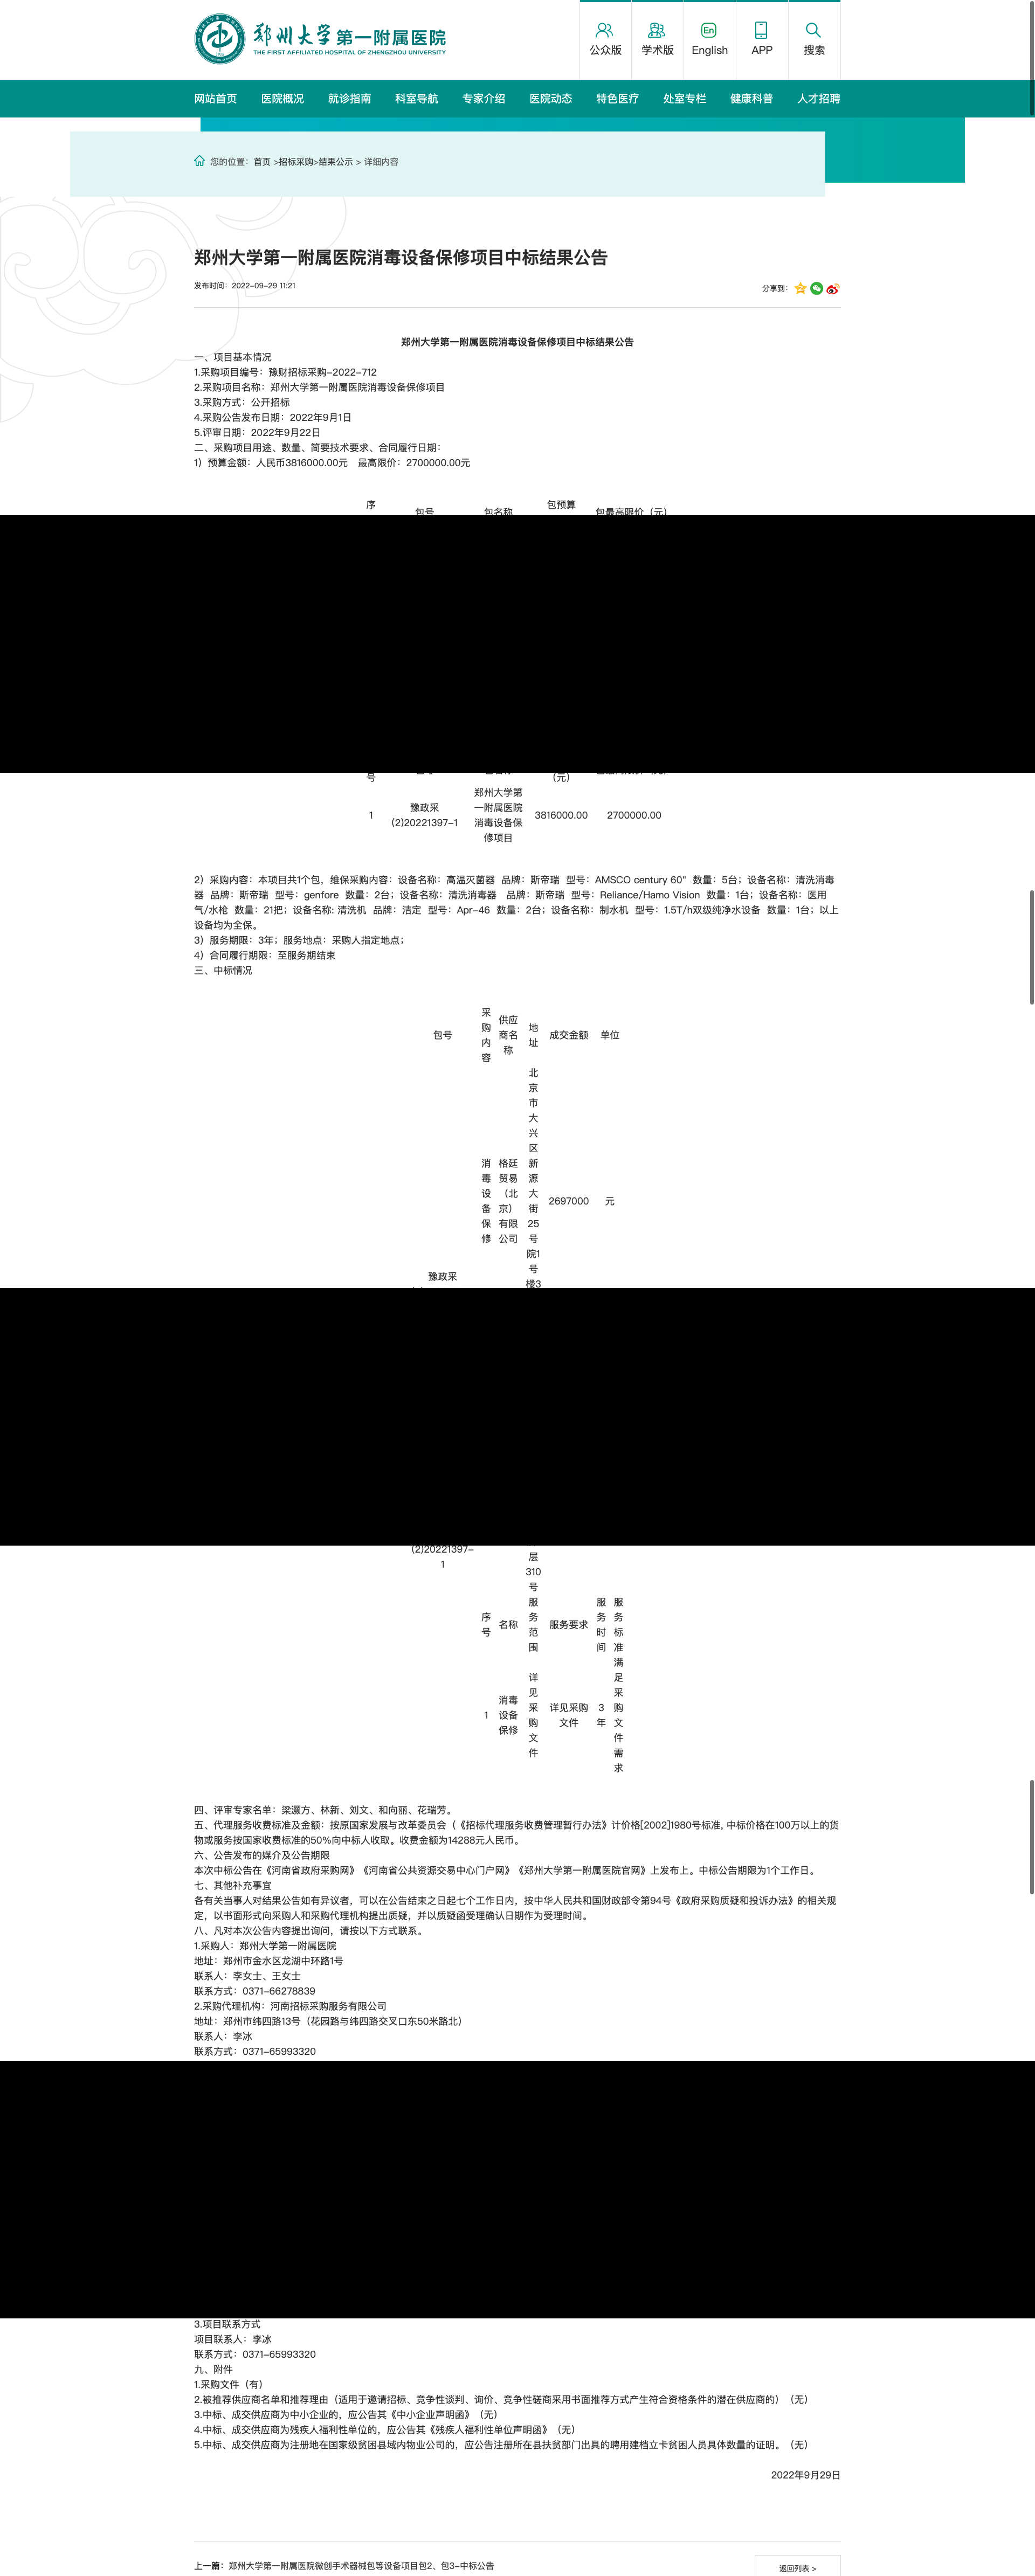 郑州大学第一附属医院
THE FIRST AFFILIATED HOSPITAL OF ZHENGZHOU UNIVERSITY
公众版
学术版
En
English
APP
搜索
网站首页 医院概况 就诊指南 科室导航 专家介绍 医院动态 特色医疗 处室专栏 健康科普 人才招聘
您的位置：首页 >招标采购>结果公示 > 详细内容
郑州大学第一附属医院消毒设备保修项目中标结果公告
发布时间：2022-09-29 11:21
分享到：
郑州大学第一附属医院消毒设备保修项目中标结果公告
一、项目基本情况
1.采购项目编号：豫财招标采购-2022-712
2.采购项目名称：郑州大学第一附属医院消毒设备保修项目
3.采购方式：公开招标
4.采购公告发布日期：2022年9月1日
5.评审日期：2022年9月22日
二、采购项目用途、数量、简要技术要求、合同履行日期：
1）预算金额：人民币3816000.00元 最高限价：2700000.00元
序
包号
包名称
包预算
包最高限价（元）
号
（元）
1
豫政采
(2)20221397-1
郑州大学第
一附属医院
消毒设备保
修项目
3816000.00
2700000.00
2）采购内容：本项目共1个包，维保采购内容：设备名称：高温灭菌器 品牌：斯帝瑞 型号：AMSCO century 60" 数量：5台；设备名称：清洗消毒
器 品牌：斯帝瑞 型号：genfore 数量：2台；设备名称：清洗消毒器 品牌：斯帝瑞 型号：Reliance/Hamo Vision 数量：1台；设备名称：医用
气/水枪 数量：21把；设备名称: 清洗机 品牌：洁定 型号：Apr-46 数量：2台；设备名称：制水机 型号：1.5T/h双级纯净水设备 数量：1台；以上
设备均为全保。
3）服务期限：3年；服务地点：采购人指定地点；
4）合同履行期限：至服务期结束
三、中标情况
包号
采
购
内
容
供应
商名
称
地
址
成交金额
单位
豫政采
消
毒
设
备
保
修
格廷
贸易
（北
京）
有限
公司
北
京
市
大
兴
区
新
源
大
街
25
号
院1
号
楼3
2697000
元
(2)20221397-
1
层
310
号
序
号
名称
服
务
范
围
服务要求
服
务
时
间
服
务
标
准
1
消毒
设备
保修
详
见
采
购
文
件
详见采购
文件
3
年
满
足
采
购
文
件
需
求
四、评审专家名单：梁灏方、林新、刘文、和向丽、花瑞芳。
五、代理服务收费标准及金额：按原国家发展与改革委员会（《招标代理服务收费管理暂行办法》计价格[2002]1980号标准, 中标价格在100万以上的货
物或服务按国家收费标准的50%向中标人收取。收费金额为14288元人民币。
六、公告发布的媒介及公告期限
本次中标公告在《河南省政府采购网》《河南省公共资源交易中心门户网》《郑州大学第一附属医院官网》上发布上。中标公告期限为1个工作日。
七、其他补充事宜
各有关当事人对结果公告如有异议者，可以在公告结束之日起七个工作日内，按中华人民共和国财政部令第94号《政府采购质疑和投诉办法》的相关规
定，以书面形式向采购人和采购代理机构提出质疑，并以质疑函受理确认日期作为受理时间。
八、凡对本次公告内容提出询问，请按以下方式联系。
1.采购人：郑州大学第一附属医院
地址：郑州市金水区龙湖中环路1号
联系人：李女士、王女士
联系方式：0371-66278839
2.采购代理机构：河南招标采购服务有限公司
地址：郑州市纬四路13号（花园路与纬四路交叉口东50米路北）
联系人：李冰
联系方式：0371-65993320
3.项目联系方式
项目联系人：李冰
联系方式：0371-65993320
九、附件
1.采购文件（有）
2.被推荐供应商名单和推荐理由（适用于邀请招标、竞争性谈判、询价、竞争性磋商采用书面推荐方式产生符合资格条件的潜在供应商的）（无）
3.中标、成交供应商为中小企业的，应公告其《中小企业声明函》（无）
4.中标、成交供应商为残疾人福利性单位的，应公告其《残疾人福利性单位声明函》（无）
5.中标、成交供应商为注册地在国家级贫困县域内物业公司的，应公告注册所在县扶贫部门出具的聘用建档立卡贫困人员具体数量的证明。（无）
2022年9月29日
上一篇：郑州大学第一附属医院微创手术器械包等设备项目包2、包3-中标公告
返回列表 >